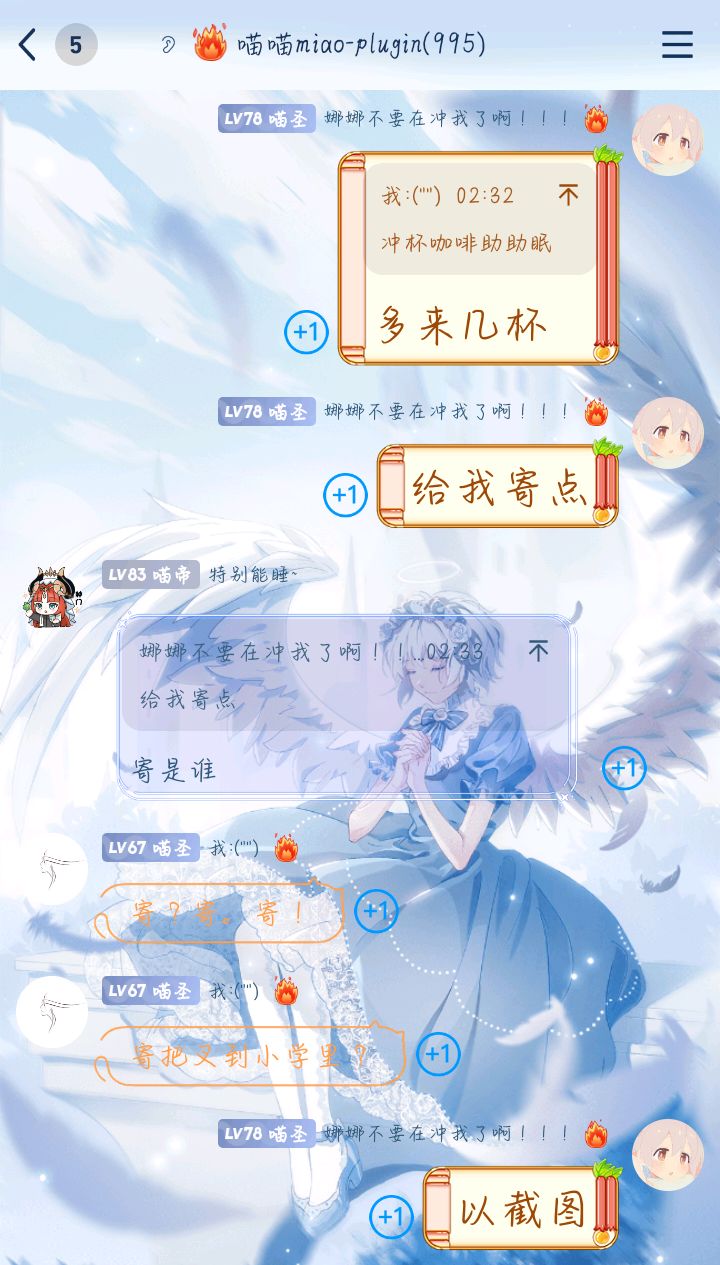 5
喵喵miao-plugin(995)
LV78 喵圣 娜娜不要在冲我了啊！！！
我:("") 02:32
冲杯咖啡助助眠
多来几杯
+1
LV78 喵圣 娜娜不要在冲我了啊！！！
给我寄点
+1
LV83 喵帝 特别能睡~
娜娜不要在冲我了啊！！...02:33
给我寄点
寄是谁
+1
LV67 喵圣 我:("")
寄？寄。寄！
+1
LV67 喵圣 我:("")
寄把叉到小学里？
+1
LV78 喵圣 娜娜不要在冲我了啊！！！
以截图
+1